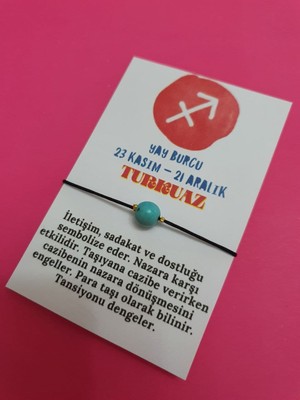 YAY BURCU
23 KASIM – 21 ARALIK
TURKUAZ
İletişim, sadakat ve dostluğu
sembolize eder. Nazara karşı
etkilidir. Taşıyana cazibe verirken
cazibenin nazara dönüşmesini
engeller. Para taşı olarak bilinir.
Tansiyonu dengeler.